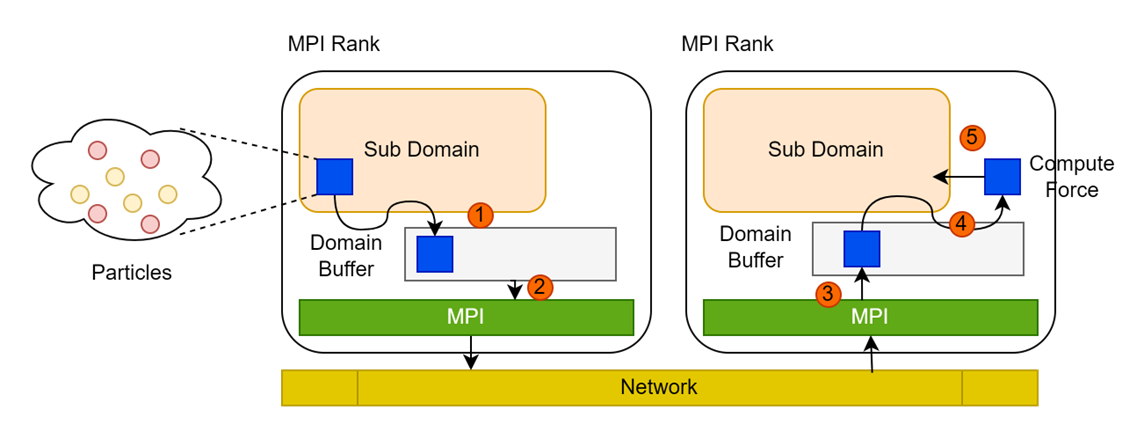 MPI Rank
MPI Rank
Sub Domain
Sub Domain
5
Compute
Force
1
4
Domain
Buffer
Domain
Buffer
Particles
2
3
MPI
MPI
Network